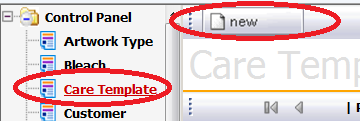 Control Panel
Artwork Type
Bleach
Care Template
Customer
new
Care Temp